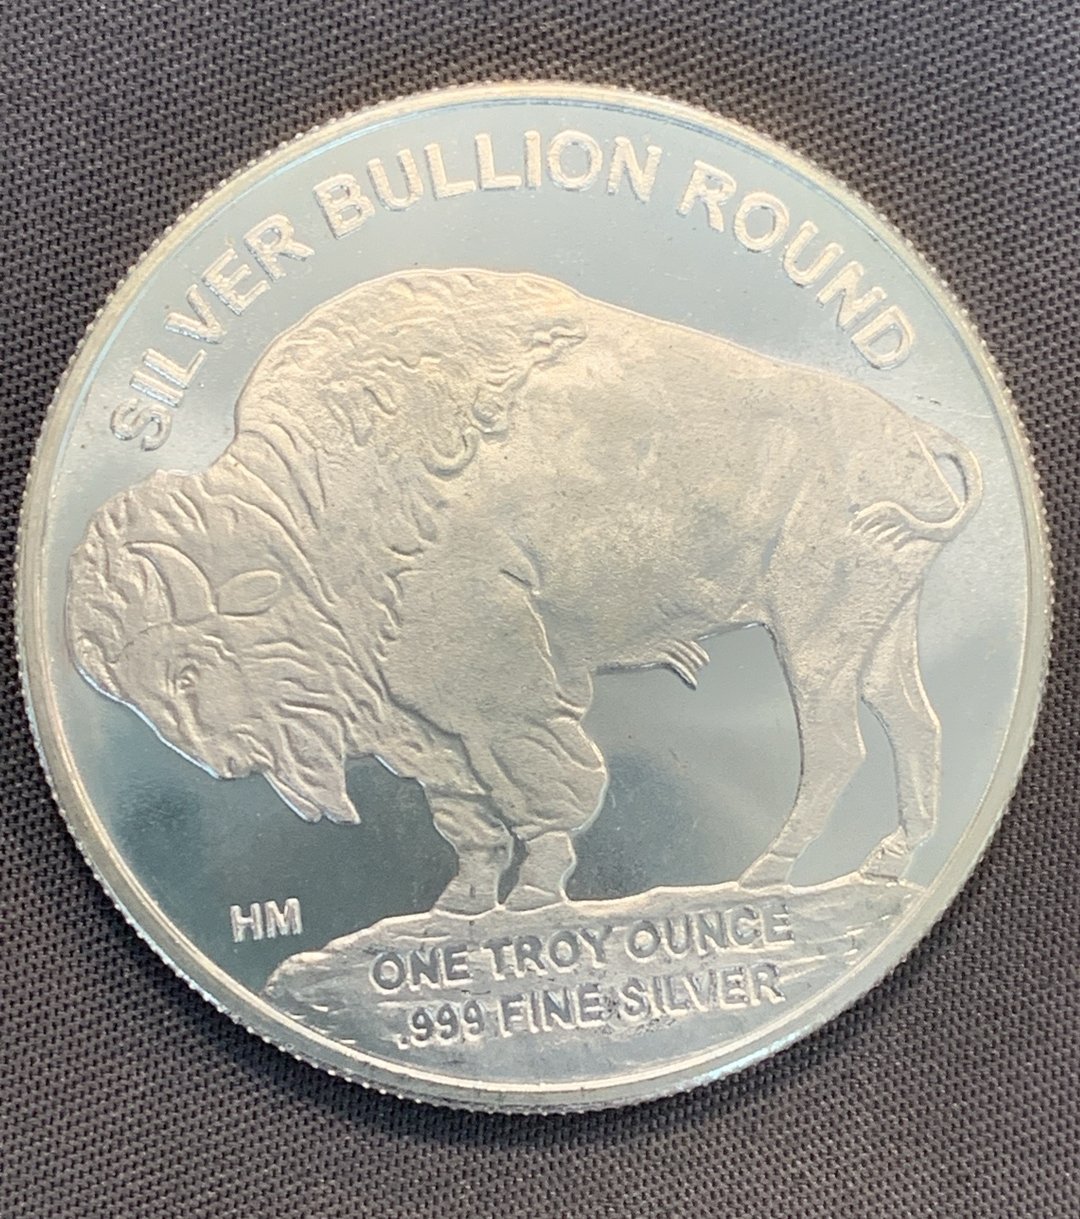 SILVER BULLION ROUND
HM
ONE TROY OUNCE
.999 FINE SILVER